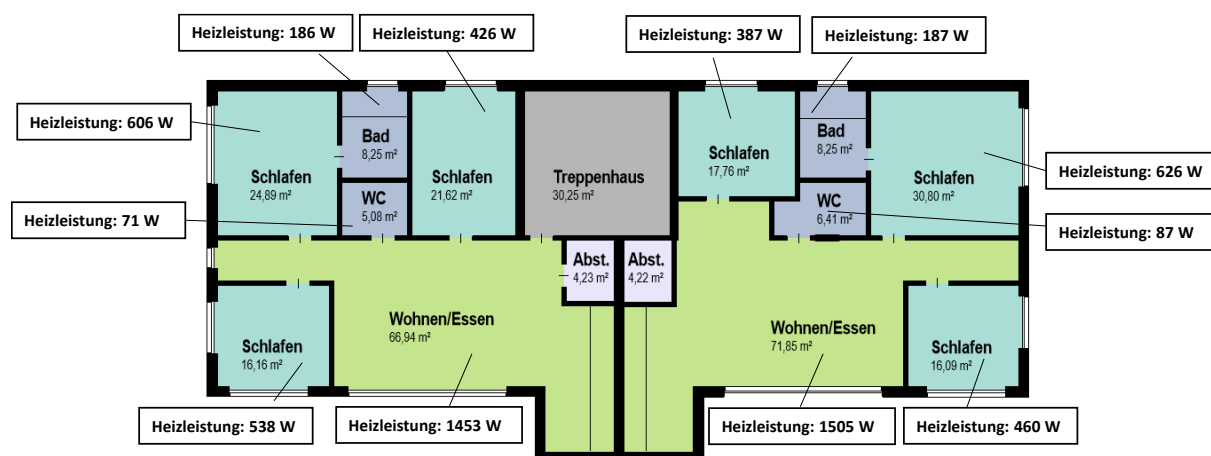 Heizleistung: 186 W
Heizleistung: 426 W
Heizleistung: 387 W
Heizleistung: 187 W
Heizleistung: 606 W
Bad
8,25 m²
Schlafen
24,89 m²
Schlafen
21,62 m²
Treppenhaus
30,25 m²
Schlafen
17,76 m²
Bad
8,25 m²
Schlafen
30,80 m²
Heizleistung: 626 W
Heizleistung: 71 W
WC
5,08 m²
WC
6,41 m²
Heizleistung: 87 W
Abst.
4,23 m²
Abst.
4,22 m²
Wohnen/Essen
66,94 m²
Wohnen/Essen
71,85 m²
Schlafen
16,16 m²
Schlafen
16,09 m²
Heizleistung: 538 W
Heizleistung: 1453 W
Heizleistung: 1505 W
Heizleistung: 460 W